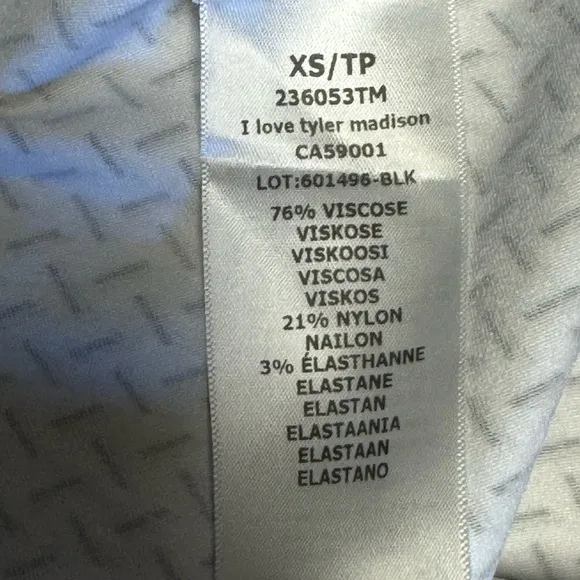 XS/TP
236053TM
I love tyler madison
CA59001
LOT:601496-BLK
76% VISCOSE
VISKOSE
VISKOOSI
VISCOSA
VISKOS
21% NYLON
NAILON
3% ÉLASTHANNE
ELASTANE
ELASTAN
ELASTAANIA
ELASTAAN
ELASTANO